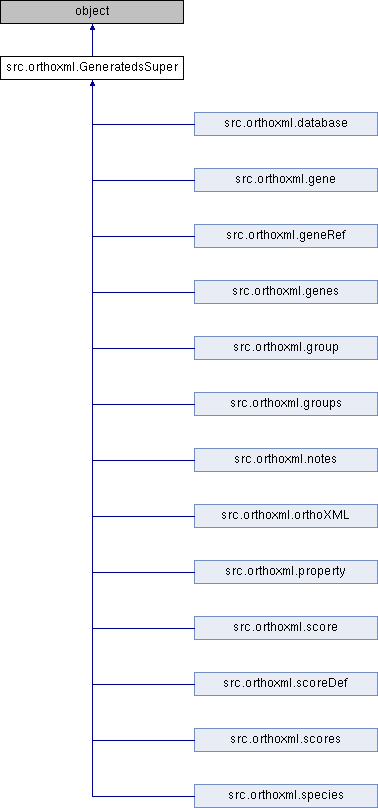 object
src.orthoxml.GeneratedsSuper
src.orthoxml.database
src.orthoxml.gene
src.orthoxml.geneRef
src.orthoxml.genes
src.orthoxml.group
src.orthoxml.groups
src.orthoxml.notes
src.orthoxml.orthoXML
src.orthoxml.property
src.orthoxml.score
src.orthoxml.scoreDef
src.orthoxml.scores
src.orthoxml.species